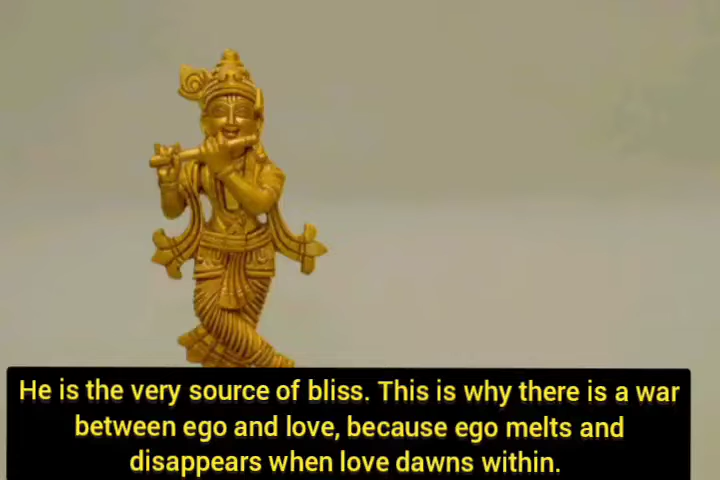 He is the very source of bliss. This is why there is a war
between ego and love, because ego melts and
disappears when love dawns within.